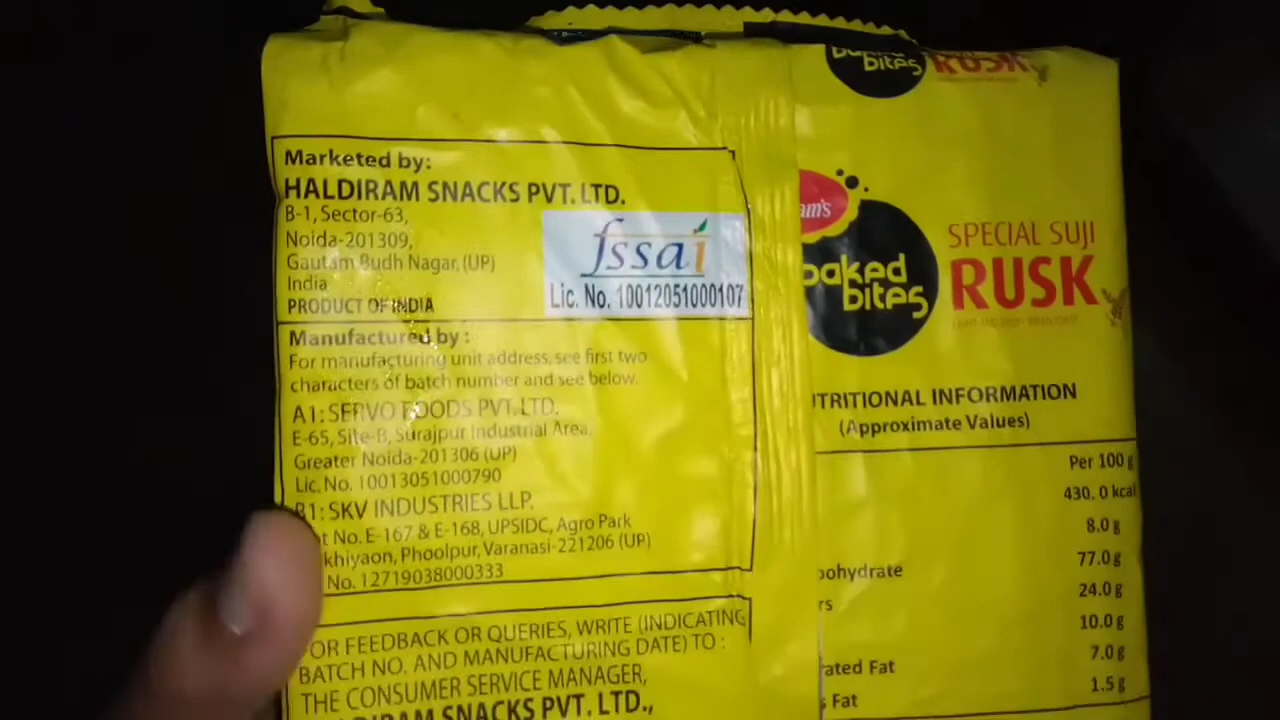 Marketed by:
HALDIRAM SNACKS PVT. LTD.
B-1, Sector-63,
Noida-201309,
Gautam Budh Nagar, (UP)
India
PRODUCT OF INDIA
fssai
Lic. No. 10012051000107
Manufactured by :
For manufacturing unit address, see first two
characters of batch number and see below.
A1: SERVO FOODS PVT. LTD.
E-65, Site-B, Surajpur Industrial Area,
Greater Noida-201306 (UP)
Lic. No. 10013051000790
B1: SKV INDUSTRIES LLP.
t No. E-167 & E-168, UPSIDC, Agro Park
khiyaon, Phoolpur, Varanasi-221206 (UP)
No. 12719038000333
OR FEEDBACK OR QUERIES, WRITE (INDICATING
BATCH NO. AND MANUFACTURING DATE) TO :
THE CONSUMER SERVICE MANAGER,
LDIRAM SNACKS PVT. LTD.,
baked
bites
RUSK
am's
baked
bites
SPECIAL SUJI
RUSK
UTRITIONAL INFORMATION
(Approximate Values)
Per 100 g
430. 0 kcal
8.0 g
bohydrate 77.0 g
rs 24.0 g
10.0 g
rated Fat 7.0 g
s Fat 1.5 g